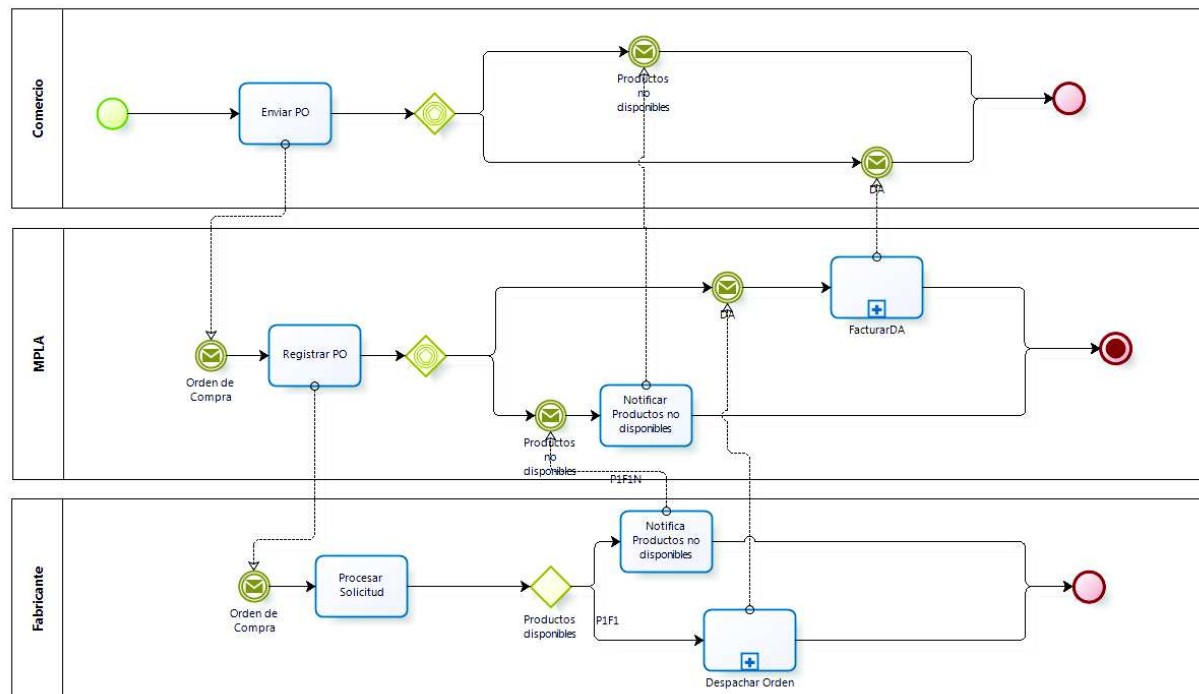 Comercio
Enviar PO
Productos
no
disponibles
DA
MPLA
Orden de
Compra
Registrar PO
DA
FacturarDA
Productos
no
disponibles
Notificar
Productos no
disponibles
P1F1N
Fabricante
Orden de
Compra
Procesar
Solicitud
Productos
disponibles
Notifica
Productos no
disponibles
P1F1
Despachar Orden